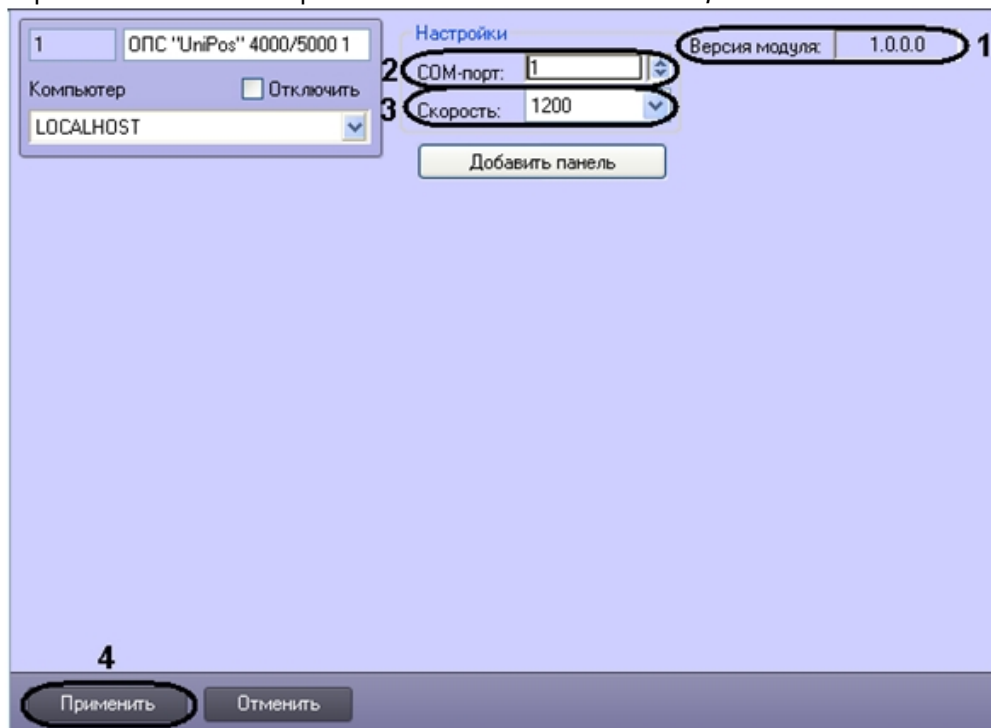 1
ОПС "UniPos" 4000/5000 1
Компьютер
Отключить
LOCALHOST
Настройки
2
COM-порт:
1
3
Скорость:
1200
Добавить панель
Версия модуля:
1.0.0.0
1
4
Применить
Отменить